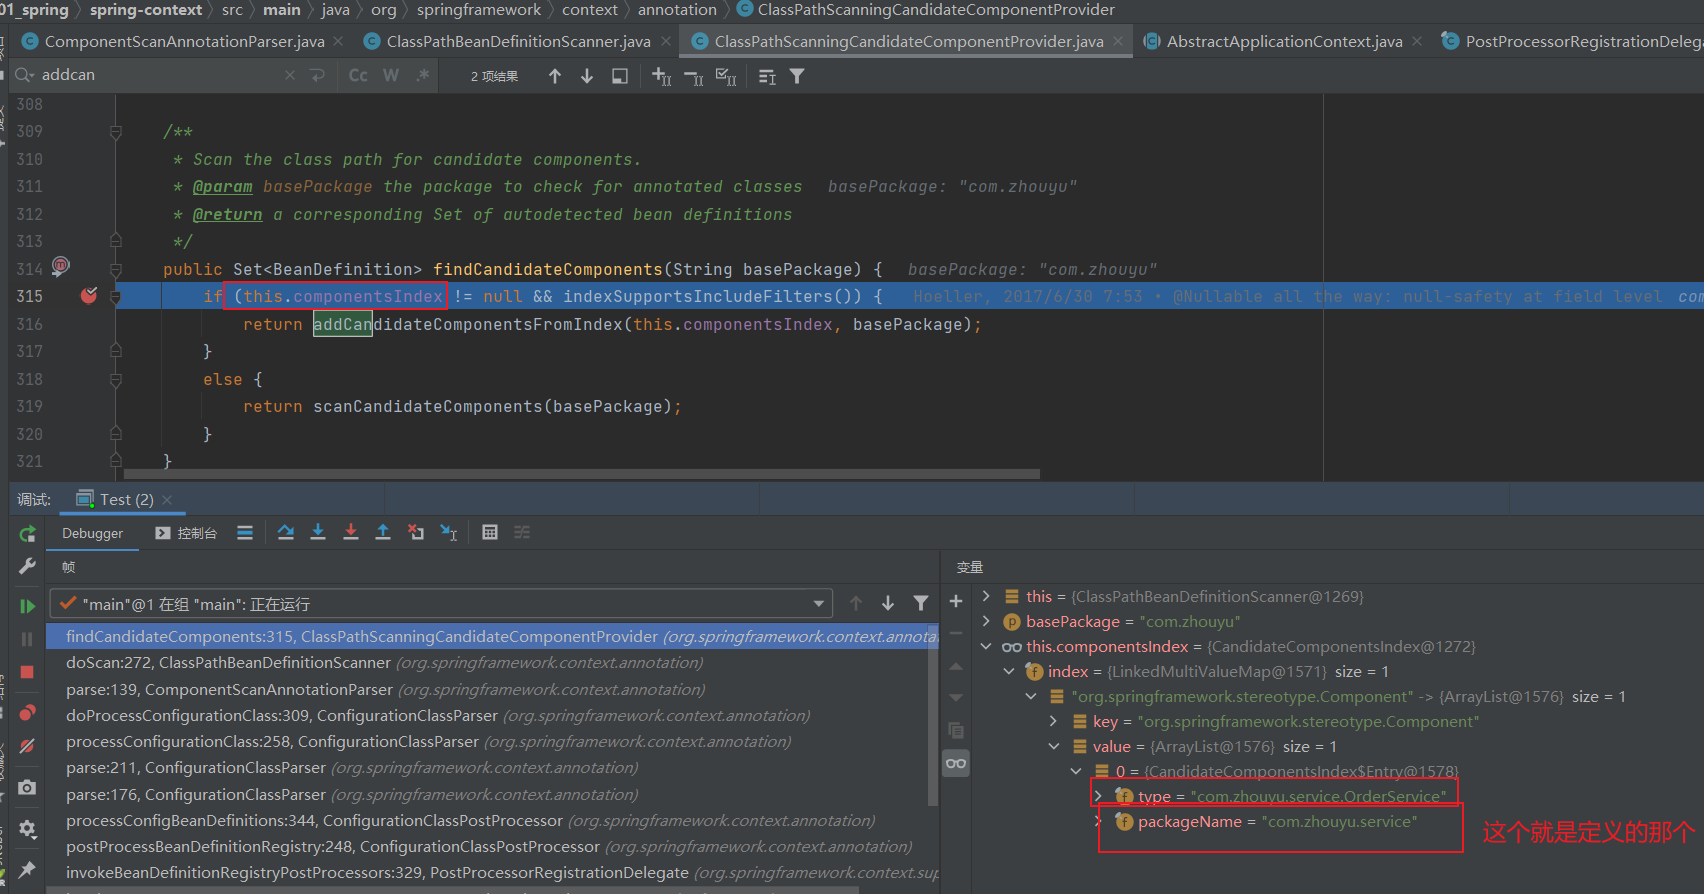 01_spring › spring-context › src › main › java › org › springframework › context › annotation › ClassPathScanningCandidateComponentProvider
ComponentScanAnnotationParser.java × ClassPathBeanDefinitionScanner.java × ClassPathScanningCandidateComponentProvider.java × AbstractApplicationContext.java × PostProcessorRegistrationDelega
addcan × Cc W .* 2 项结果
308
309 /**
310 * Scan the class path for candidate components.
311 * @param basePackage the package to check for annotated classes basePackage: "com.zhouyu"
312 * @return a corresponding Set of autodetected bean definitions
313 */
314 public Set<BeanDefinition> findCandidateComponents(String basePackage) { basePackage: "com.zhouyu"
315 if (this.componentsIndex != null && indexSupportsIncludeFilters()) { Hoeller, 2017/6/30 7:53 • @Nullable all the way: null-safety at field level com
316 return addCandidateComponentsFromIndex(this.componentsIndex, basePackage);
317 }
318 else {
319 return scanCandidateComponents(basePackage);
320 }
321 }
调试: Test (2) ×
Debugger 控制台
帧
变量
"main"@1 在组 "main": 正在运行
findCandidateComponents:315, ClassPathScanningCandidateComponentProvider (org.springframework.context.annota
doScan:272, ClassPathBeanDefinitionScanner (org.springframework.context.annotation)
parse:139, ComponentScanAnnotationParser (org.springframework.context.annotation)
doProcessConfigurationClass:309, ConfigurationClassParser (org.springframework.context.annotation)
processConfigurationClass:258, ConfigurationClassParser (org.springframework.context.annotation)
parse:211, ConfigurationClassParser (org.springframework.context.annotation)
parse:176, ConfigurationClassParser (org.springframework.context.annotation)
processConfigBeanDefinitions:344, ConfigurationClassPostProcessor (org.springframework.context.annotation)
postProcessBeanDefinitionRegistry:248, ConfigurationClassPostProcessor (org.springframework.context.annotation)
invokeBeanDefinitionRegistryPostProcessors:329, PostProcessorRegistrationDelegate (org.springframework.context.sup
this = {ClassPathBeanDefinitionScanner@1269}
basePackage = "com.zhouyu"
this.componentsIndex = {CandidateComponentsIndex@1272}
index = {LinkedMultiValueMap@1571} size = 1
"org.springframework.stereotype.Component" -> {ArrayList@1576} size = 1
key = "org.springframework.stereotype.Component"
value = {ArrayList@1576} size = 1
0 = {CandidateComponentsIndex$Entry@1578}
type = "com.zhouyu.service.OrderService"
packageName = "com.zhouyu.service"
这个就是定义的那个